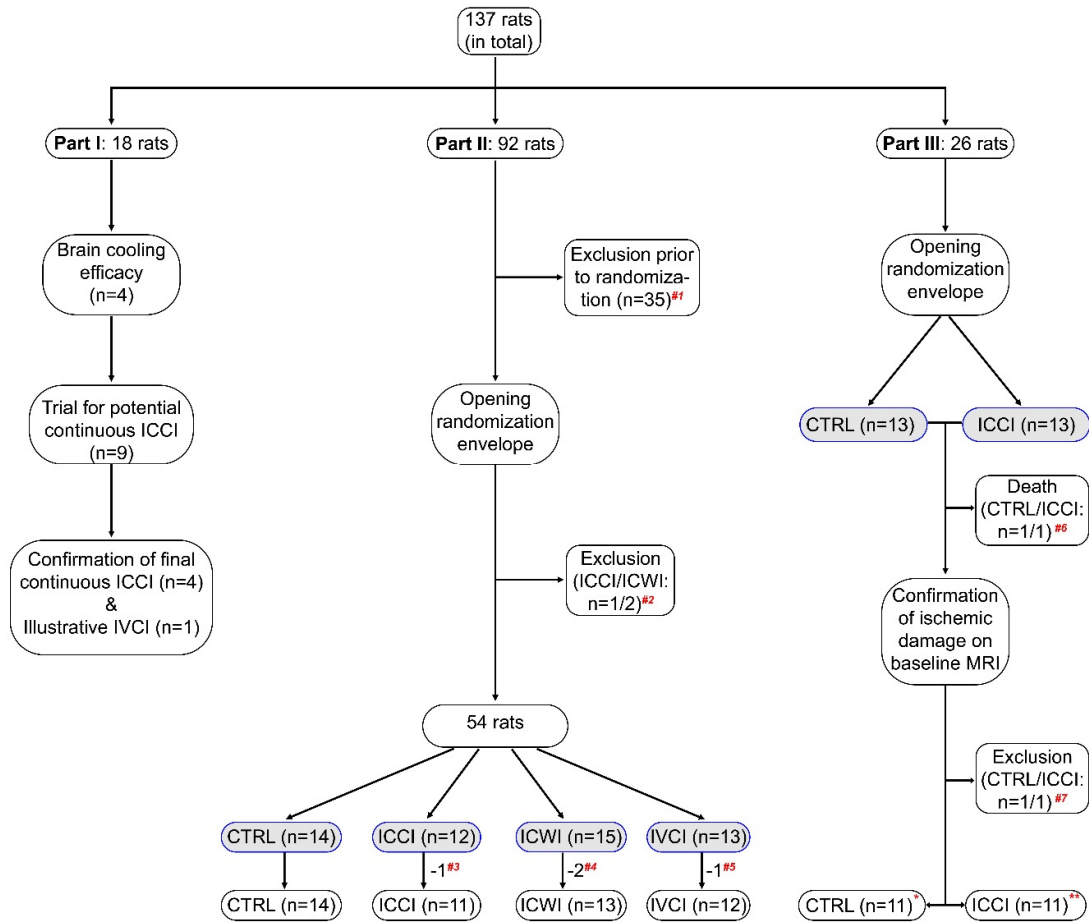 137 rats
(in total)
Part I: 18 rats
Brain cooling
efficacy
(n=4)
Trial for potential
continuous ICCI
(n=9)
Confirmation of final
continuous ICCI (n=4)
&
Illustrative IVCI (n=1)
Part II: 92 rats
Exclusion prior
to randomiza-
tion (n=35)#1
Opening
randomization
envelope
Exclusion
(ICCI/ICWI:
n=1/2)#2
54 rats
CTRL (n=14)
ICCI (n=12)
ICWI (n=15)
IVCI (n=13)
-1#3
-2#4
-1#5
CTRL (n=14)
ICCI (n=11)
ICWI (n=13)
IVCI (n=12)
Part III: 26 rats
Opening
randomization
envelope
CTRL (n=13)
ICCI (n=13)
Death
(CTRL/ICCI:
n=1/1)#6
Confirmation
of ischemic
damage on
baseline MRI
Exclusion
(CTRL/ICCI:
n=1/1)#7
CTRL (n=11)*
ICCI (n=11)**